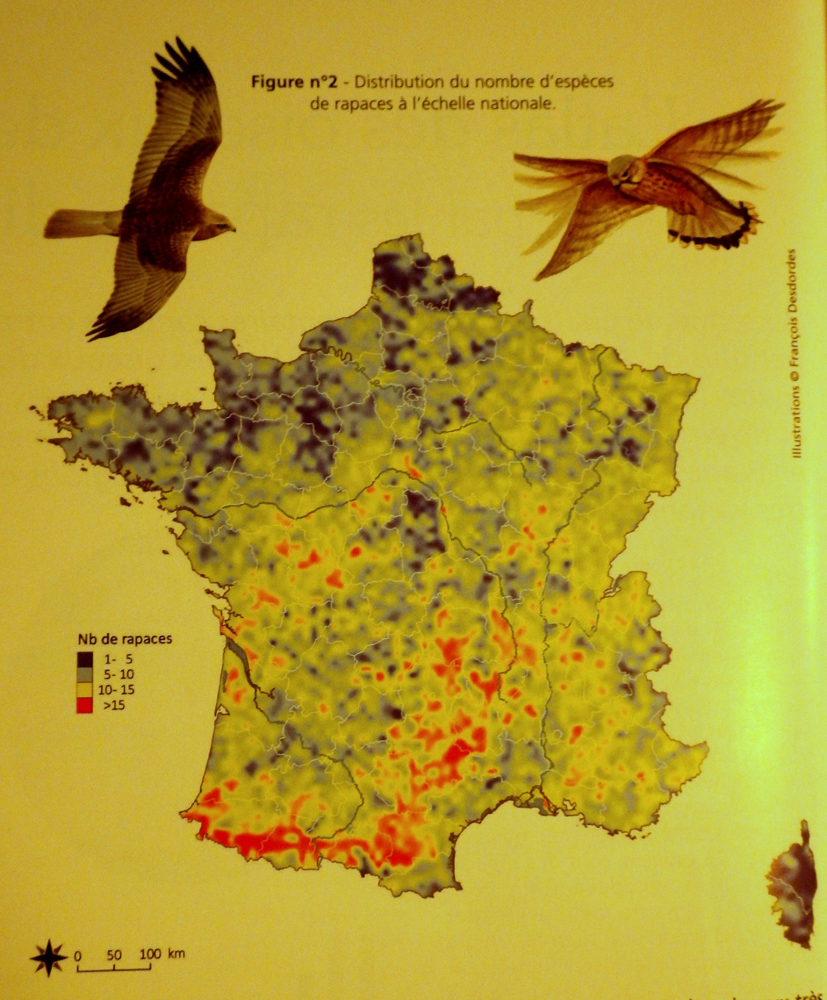 Figure n°2 - Distribution du nombre d'espèces
de rapaces à l'échelle nationale.
Illustrations © François Desdordes
Nb de rapaces
1- 5
5- 10
10- 15
>15
0 50 100 km
très